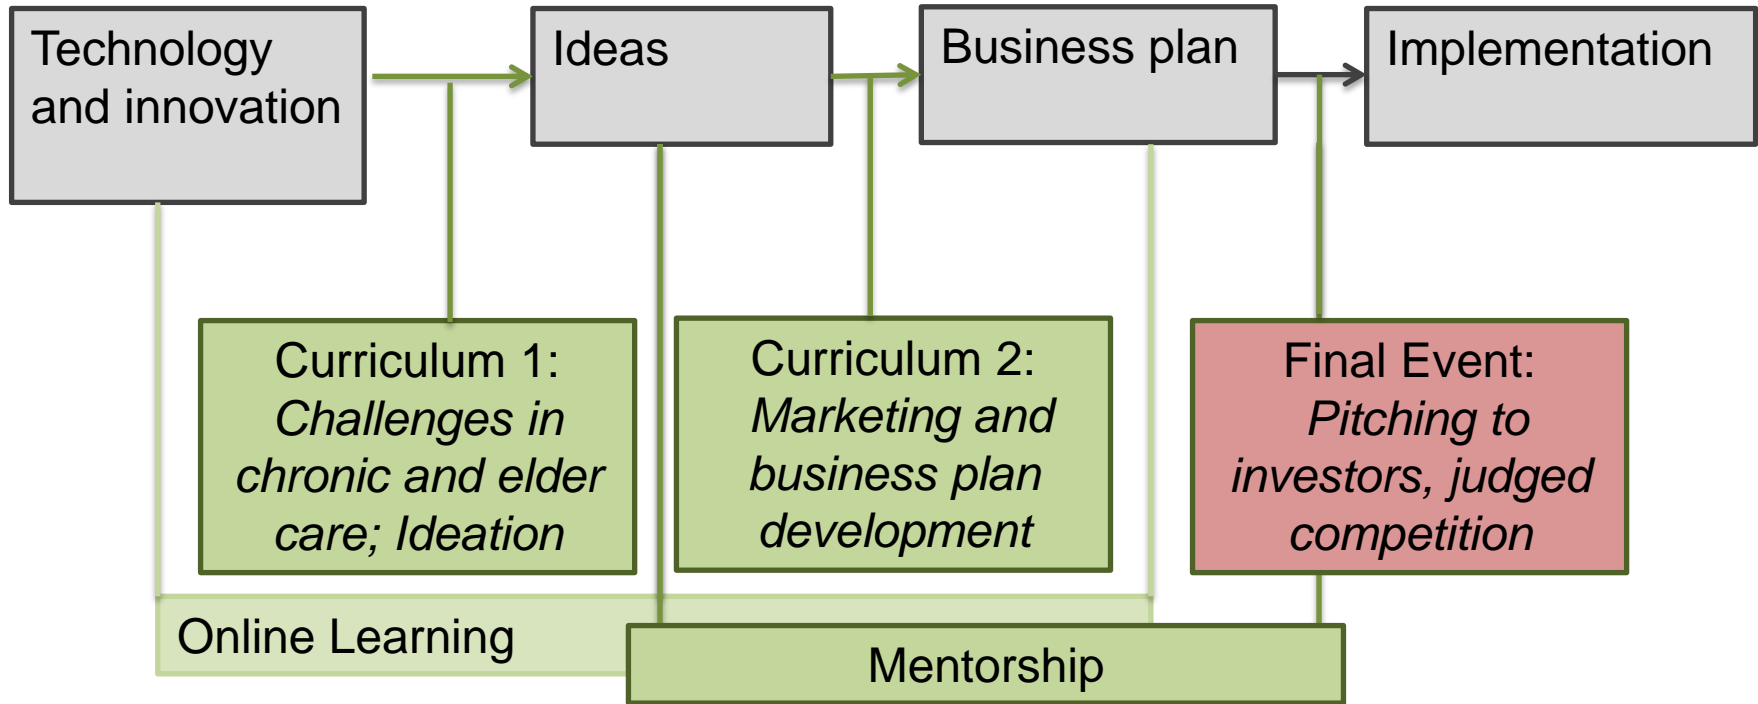 Technology
and innovation
Ideas
Business plan
Implementation
Curriculum 1:
Challenges in
chronic and elder
care; Ideation
Curriculum 2:
Marketing and
business plan
development
Final Event:
Pitching to
investors, judged
competition
Online Learning
Mentorship